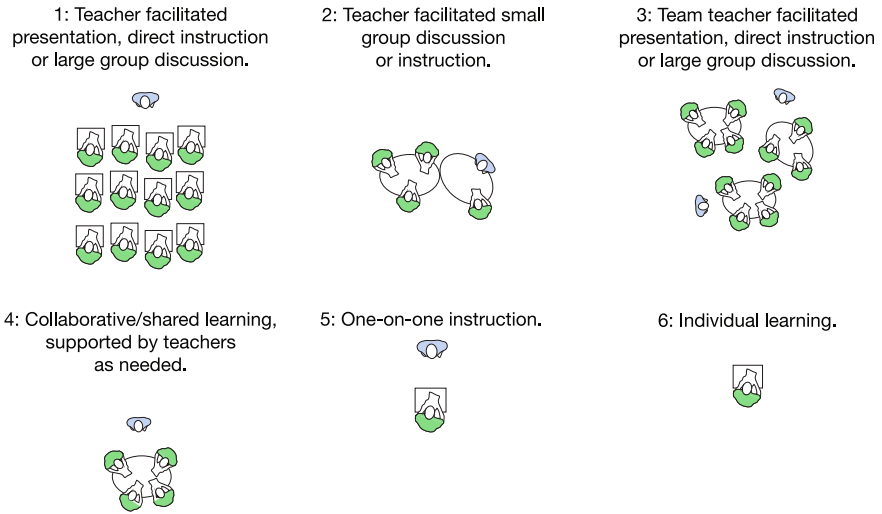 1: Teacher facilitated
presentation, direct instruction
or large group discussion.
2: Teacher facilitated small
group discussion
or instruction.
3: Team teacher facilitated
presentation, direct instruction
or large group discussion.
4: Collaborative/shared learning,
supported by teachers
as needed.
5: One-on-one instruction.
6: Individual learning.